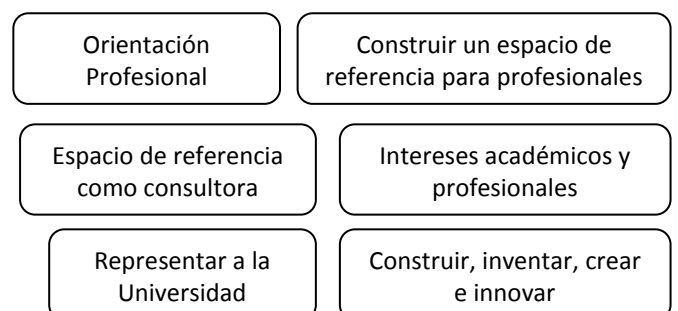 Orientación
Profesional
Construir un espacio de
referencia para profesionales
Espacio de referencia
como consultora
Intereses académicos y
profesionales
Representar a la
Universidad
Construir, inventar, crear
e innovar